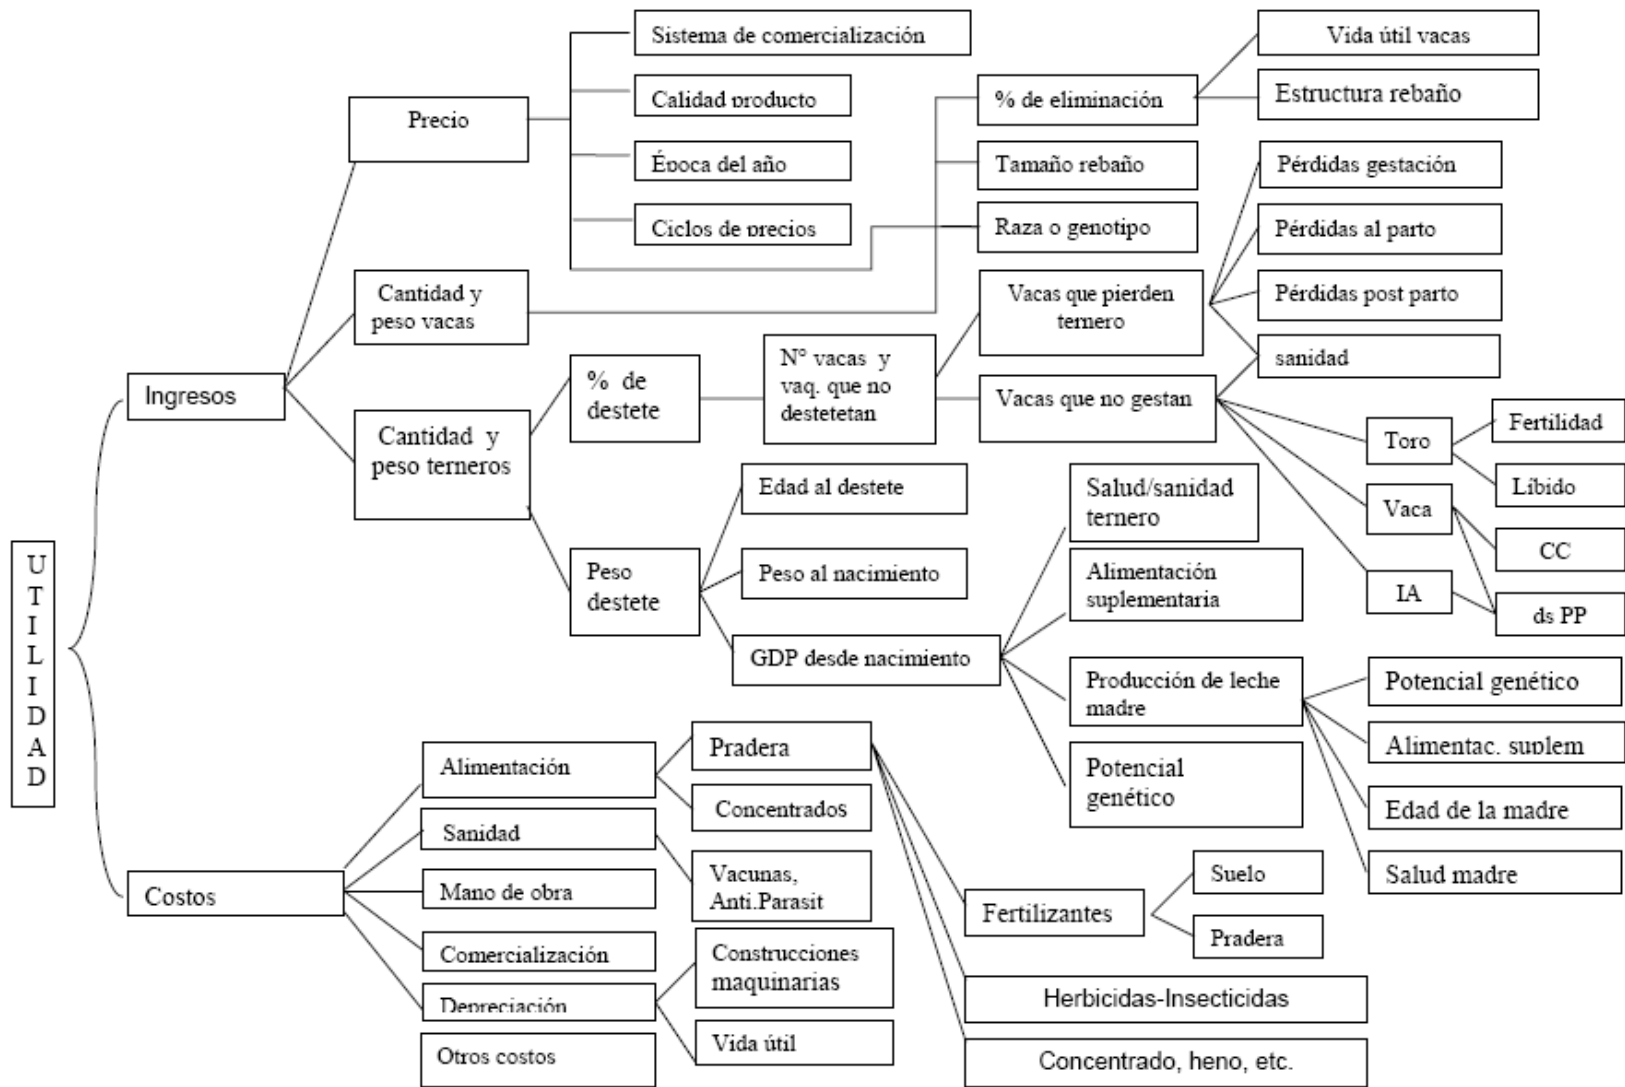 Sistema de comercialización
Vida útil vacas
Precio
Calidad producto
% de eliminación
Estructura rebaño
Época del año
Tamaño rebaño
Pérdidas gestación
Ciclos de precios
Raza o genotipo
Pérdidas al parto
Cantidad y
peso vacas
Vacas que pierden
ternero
Pérdidas post parto
Ingresos
% de
destete
N° vacas y
vaq. que no
destetetan
sanidad
Vacas que no gestan
Cantidad y
peso terneros
Toro
Fertilidad
Líbido
Edad al destete
Salud/sanidad
ternero
Vaca
CC
Peso
destete
Peso al nacimiento
Alimentación
suplementaria
IA
ds PP
GDP desde nacimiento
Producción de leche
madre
Potencial genético
U
T
I
L
I
D
A
D
Alimentación
Pradera
Potencial
genético
Alimentac. suplem
Concentrados
Edad de la madre
Sanidad
Vacunas,
Anti.Parasit
Salud madre
Costos
Mano de obra
Fertilizantes
Suelo
Pradera
Comercialización
Construcciones
maquinarias
Depreciación
Herbicidas-Insecticidas
Vida útil
Otros costos
Concentrado, heno, etc.